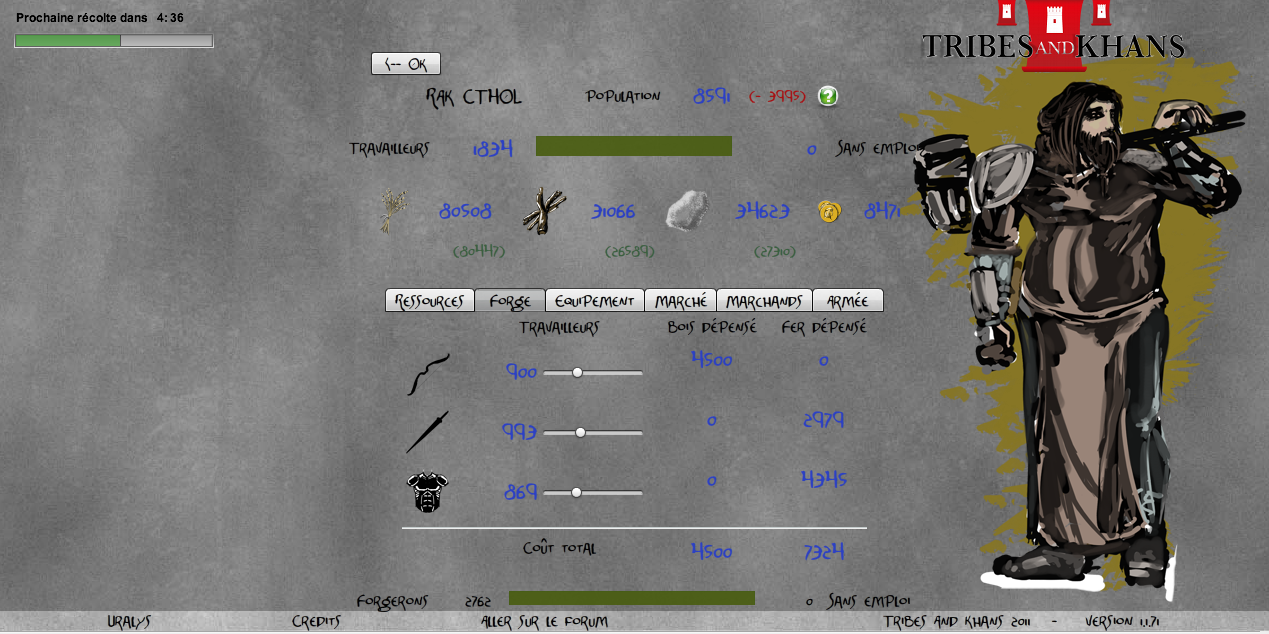 Prochaine récolte dans 4:36
TRIBES AND KHANS
<-- OK
RAK CTHOL POPULATION 8591 (- 3995) ?
TRAVAILLEURS 1834 0 SANS EMPLOI
80508 31066 34623 8471
(80447) (26589) (27310)
RESSOURCES FORGE EQUIPEMENT MARCHÉ MARCHANDS ARMÉE
TRAVAILLEURS BOIS DÉPENSÉ FER DÉPENSÉ
900 4500 0
993 0 2979
869 0 4345
COÛT TOTAL 4500 7324
FORGERONS 2762 0 SANS EMPLOI
URALYS CREDITS ALLER SUR LE FORUM TRIBES AND KHANS 2011 - VERSION 1.1.71